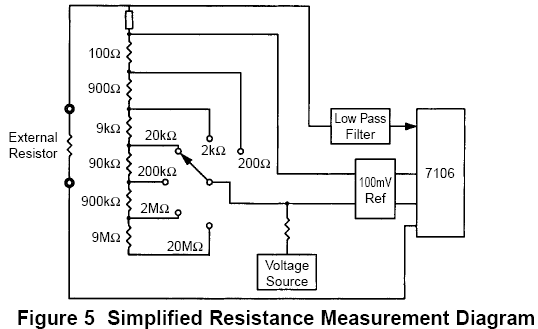 100Ω
900Ω
9kΩ
90kΩ
900kΩ
9MΩ
External
Resistor
20kΩ
2kΩ
200Ω
200kΩ
2MΩ
20MΩ
Low Pass
Filter
100mV
Ref
7106
Voltage
Source
Figure 5 Simplified Resistance Measurement Diagram